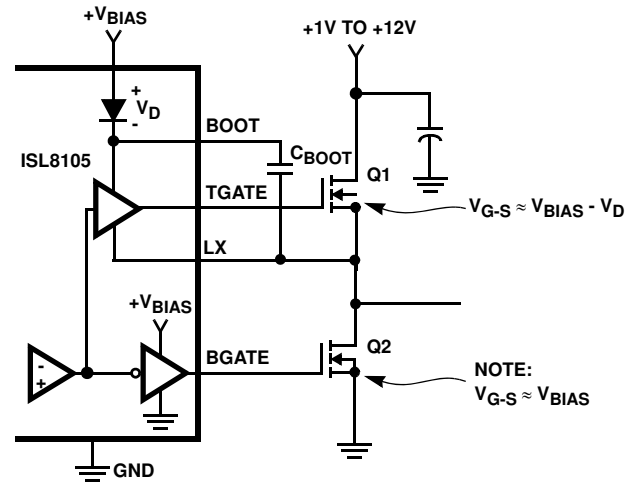 +VBIAS
+1V TO +12V
+
VD
-
BOOT
ISL8105
CBOOT
Q1
TGATE
VG-S ≈ VBIAS - VD
LX
+VBIAS
BGATE
Q2
-
+
NOTE:
VG-S ≈ VBIAS
GND